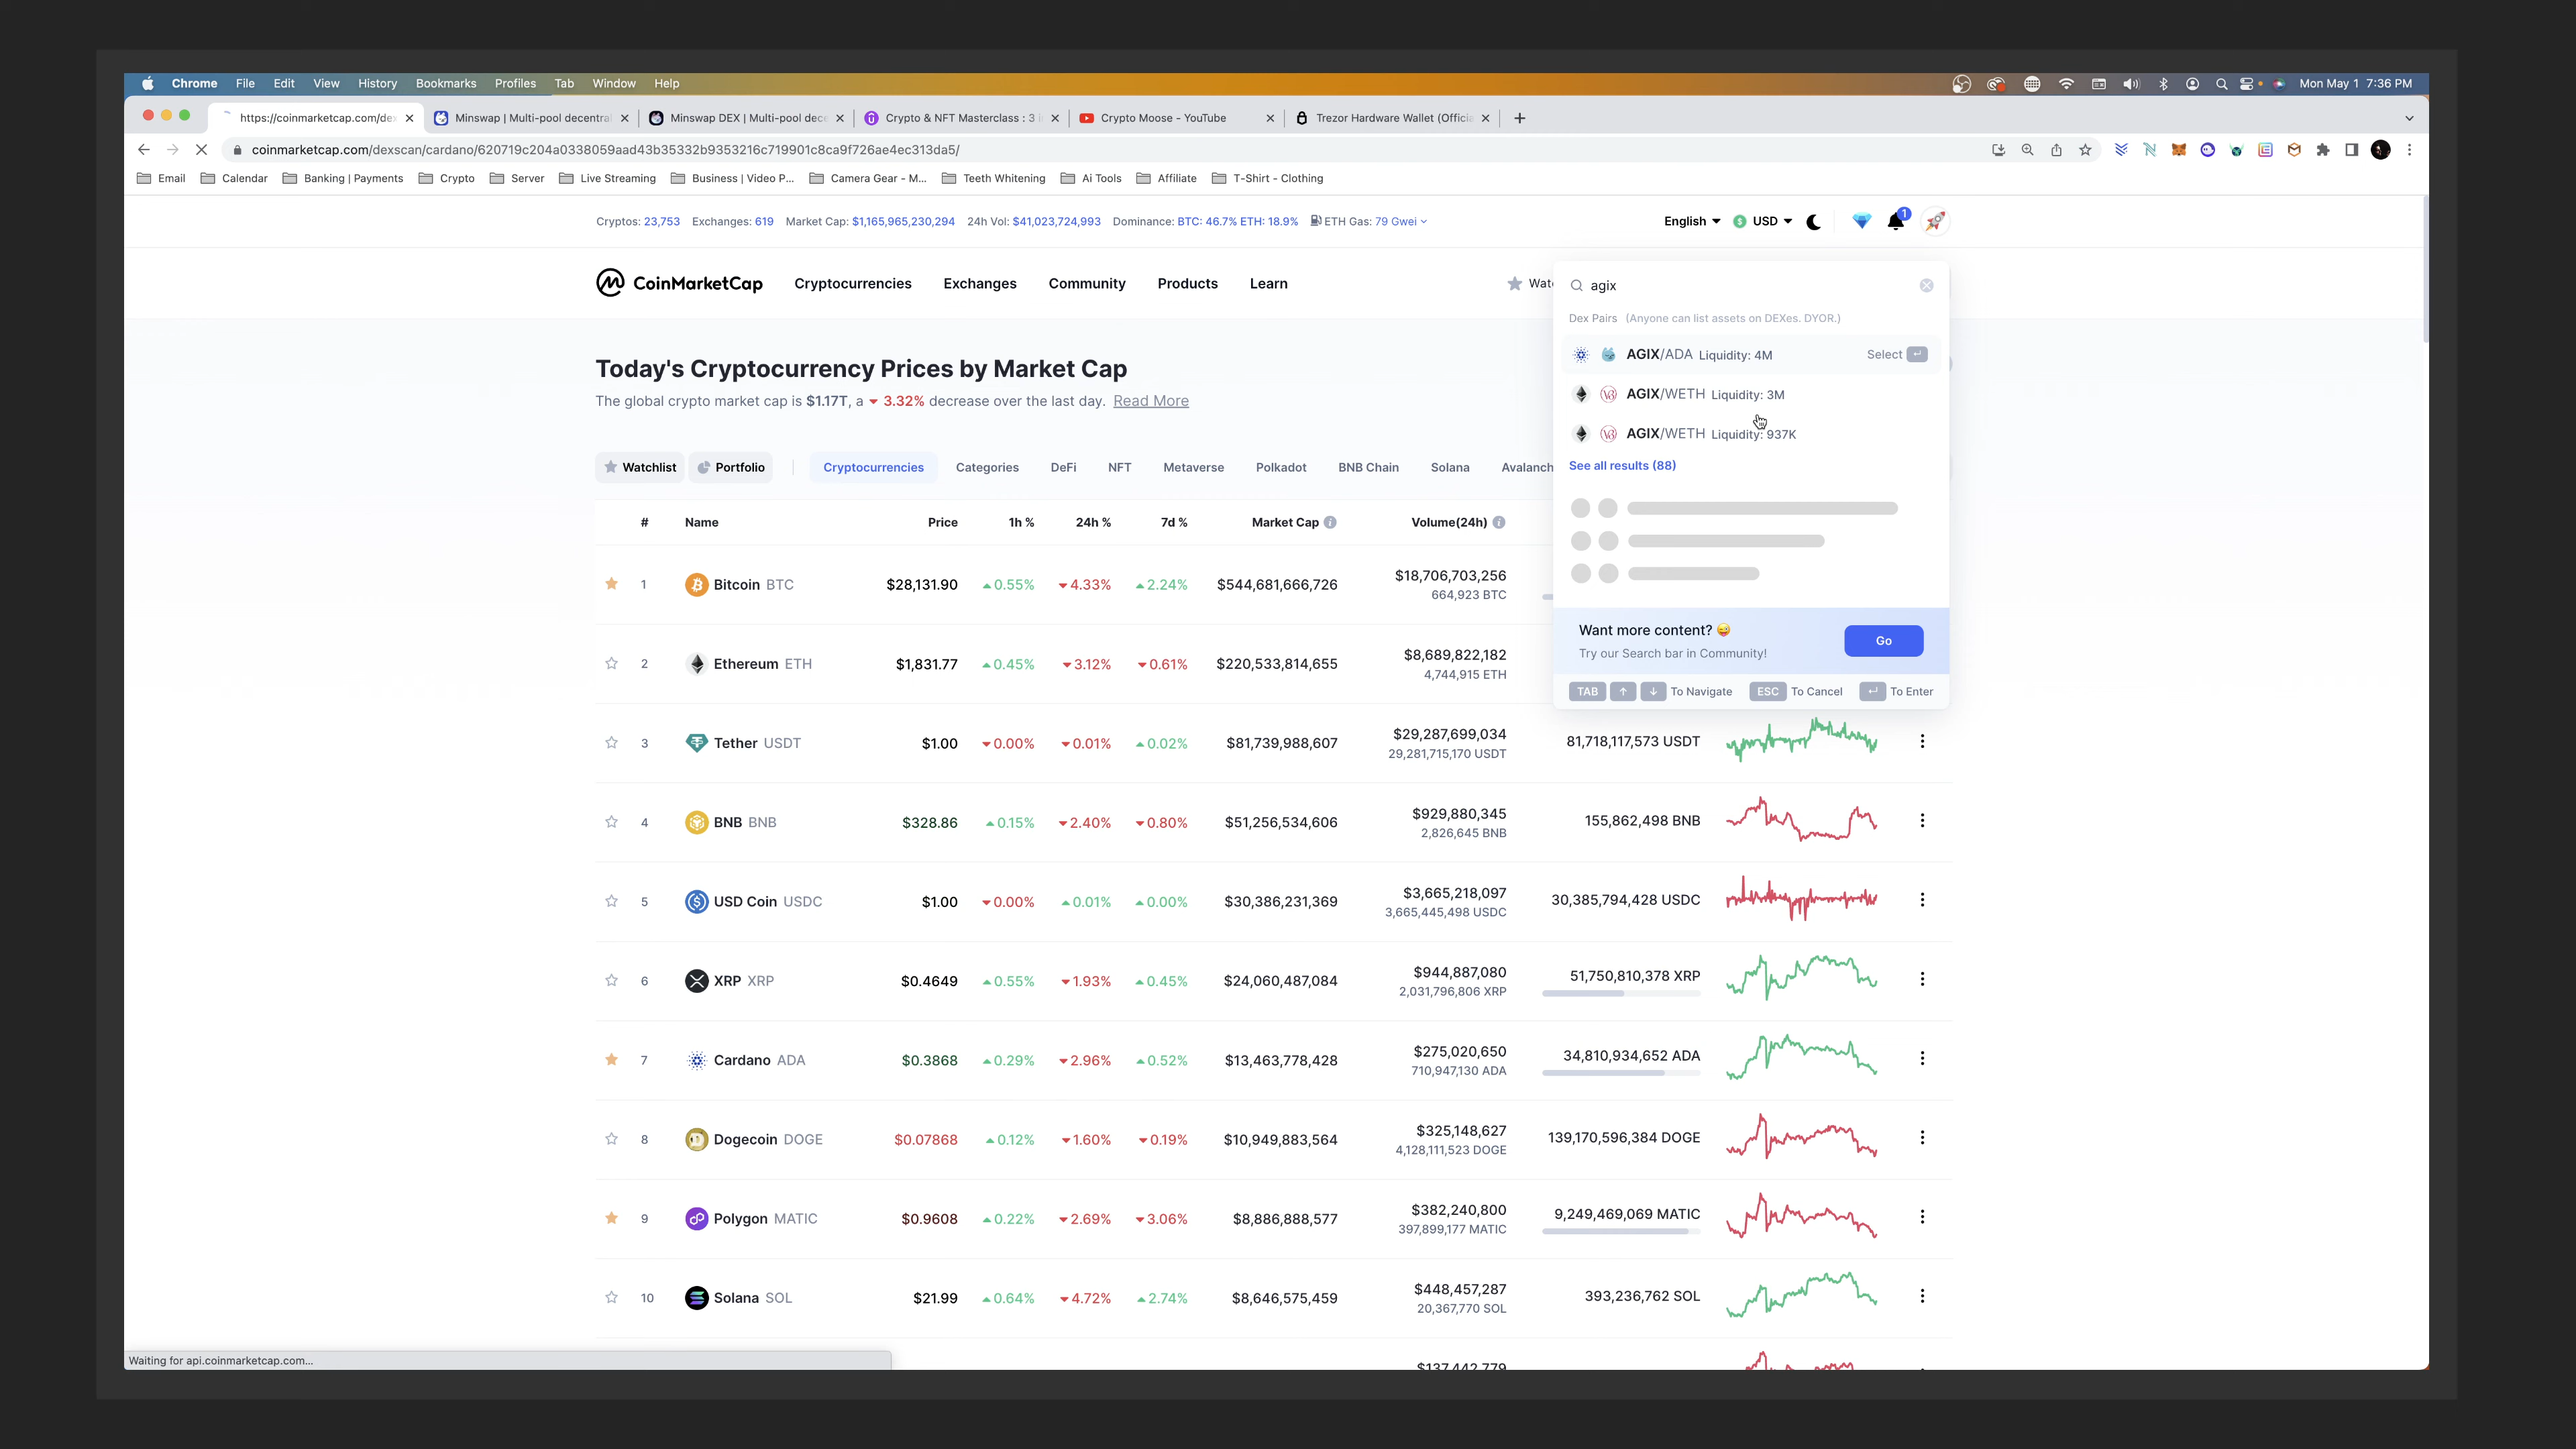 Chrome File Edit View History Bookmarks Profiles Tab Window Help Mon May 1 7:36 PM
https://coinmarketcap.com/dex Minswap | Multi-pool decentral Minswap DEX | Multi-pool dece Crypto & NFT Masterclass : 3 i Crypto Moose - YouTube Trezor Hardware Wallet (Officia
coinmarketcap.com/dexscan/cardano/620719c204a0338059aad43b35332b9353216c719901c8ca9f726ae4ec313da5/
Email Calendar Banking | Payments Crypto Server Live Streaming Business | Video P... Camera Gear - M... Teeth Whitening Ai Tools Affiliate T-Shirt - Clothing
Cryptos: 23,753 Exchanges: 619 Market Cap: $1,165,965,230,294 24h Vol: $41,023,724,993 Dominance: BTC: 46.7% ETH: 18.9% ETH Gas: 79 Gwei English USD 1
CoinMarketCap Cryptocurrencies Exchanges Community Products Learn Wat
agix
Dex Pairs (Anyone can list assets on DEXes. DYOR.)
AGIX/ADA Liquidity: 4M Select
AGIX/WETH Liquidity: 3M
AGIX/WETH Liquidity: 937K
See all results (88)
Want more content?
Try our Search bar in Community!
Go
TAB To Navigate ESC To Cancel To Enter
Today's Cryptocurrency Prices by Market Cap
The global crypto market cap is $1.17T, a 3.32% decrease over the last day. Read More
Watchlist Portfolio Cryptocurrencies Categories DeFi NFT Metaverse Polkadot BNB Chain Solana Avalanch
# Name Price 1h % 24h % 7d % Market Cap Volume(24h)
1 Bitcoin BTC $28,131.90 0.55% 4.33% 2.24% $544,681,666,726 $18,706,703,256
664,923 BTC
2 Ethereum ETH $1,831.77 0.45% 3.12% 0.61% $220,533,814,655 $8,689,822,182
4,744,915 ETH
3 Tether USDT $1.00 0.00% 0.01% 0.02% $81,739,988,607 $29,287,699,034 81,718,117,573 USDT
29,281,715,170 USDT
4 BNB BNB $328.86 0.15% 2.40% 0.80% $51,256,534,606 $929,880,345 155,862,498 BNB
2,826,645 BNB
5 USD Coin USDC $1.00 0.00% 0.01% 0.00% $30,386,231,369 $3,665,218,097 30,385,794,428 USDC
3,665,445,498 USDC
6 XRP XRP $0.4649 0.55% 1.93% 0.45% $24,060,487,084 $944,887,080 51,750,810,378 XRP
2,031,796,806 XRP
7 Cardano ADA $0.3868 0.29% 2.96% 0.52% $13,463,778,428 $275,020,650 34,810,934,652 ADA
710,947,130 ADA
8 Dogecoin DOGE $0.07868 0.12% 1.60% 0.19% $10,949,883,564 $325,148,627 139,170,596,384 DOGE
4,128,111,523 DOGE
9 Polygon MATIC $0.9608 0.22% 2.69% 3.06% $8,886,888,577 $382,240,800 9,249,469,069 MATIC
397,899,177 MATIC
10 Solana SOL $21.99 0.64% 4.72% 2.74% $8,646,575,459 $448,457,287 393,236,762 SOL
20,367,770 SOL
$137,442,779
Waiting for api.coinmarketcap.com...